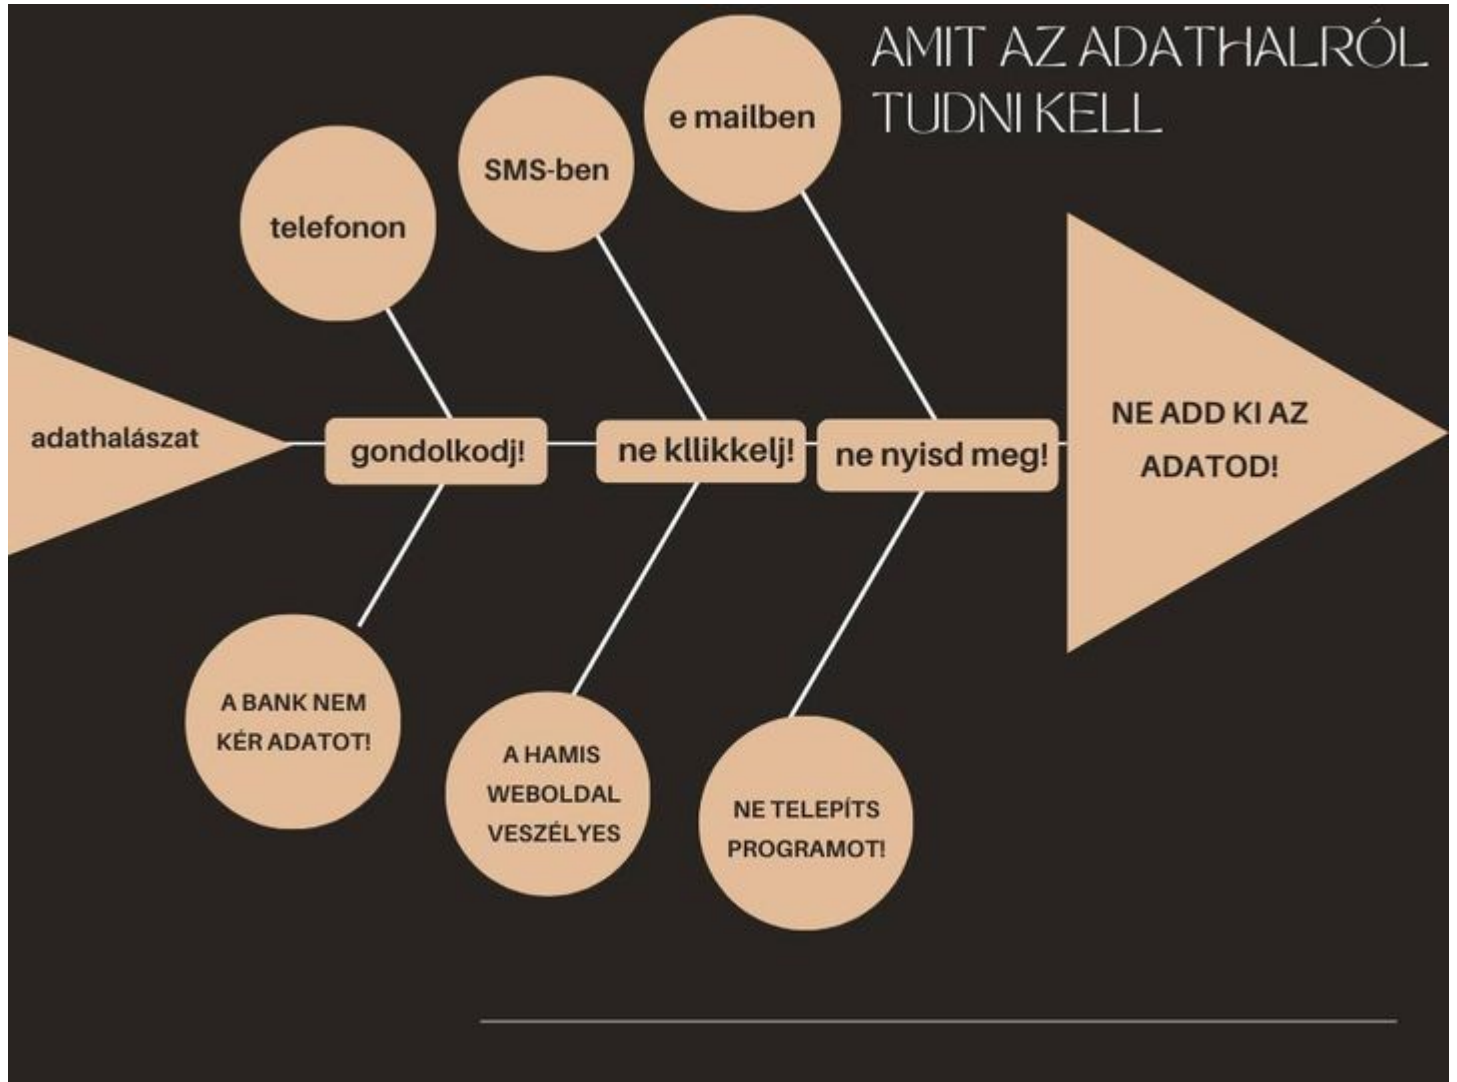 AMIT AZ ADATHALRÓL
TUDNI KELL
e mailben
SMS-ben
telefonon
adathalászat
gondolkodj!
ne kllikkelj!
ne nyisd meg!
NE ADD KI AZ
ADATOD!
A BANK NEM
KÉR ADATOT!
A HAMIS
WEBOLDAL
VESZÉLYES
NE TELEPÍTS
PROGRAMOT!